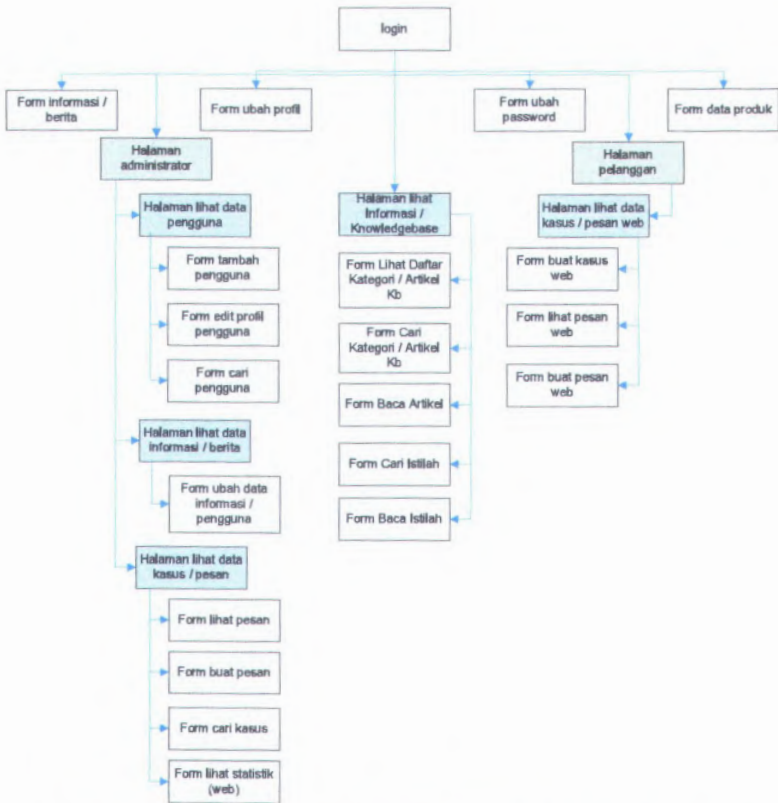 login
Form informasi /
berita
Form ubah profil
Form ubah
password
Form data produk
Halaman
administrator
Halaman
pelanggan
Halaman lihat data
pengguna
Form tambah
pengguna
Form edit profil
pengguna
Form cari
pengguna
Halaman lihat data
informasi / berita
Form ubah data
informasi /
pengguna
Halaman lihat data
kasus / pesan
Form lihat pesan
Form buat pesan
Form cari kasus
Form lihat statistik
(web)
Halaman lihat
Informasi /
Knowledgebase
Form Lihat Daftar
Kategori / Artikel
Kb
Form Cari
Kategori / Artikel
Kb
Form Baca Artikel
Form Cari Istilah
Form Baca Istilah
Halaman lihat data
kasus / pesan web
Form buat kasus
web
Form lihat pesan
web
Form buat pesan
web